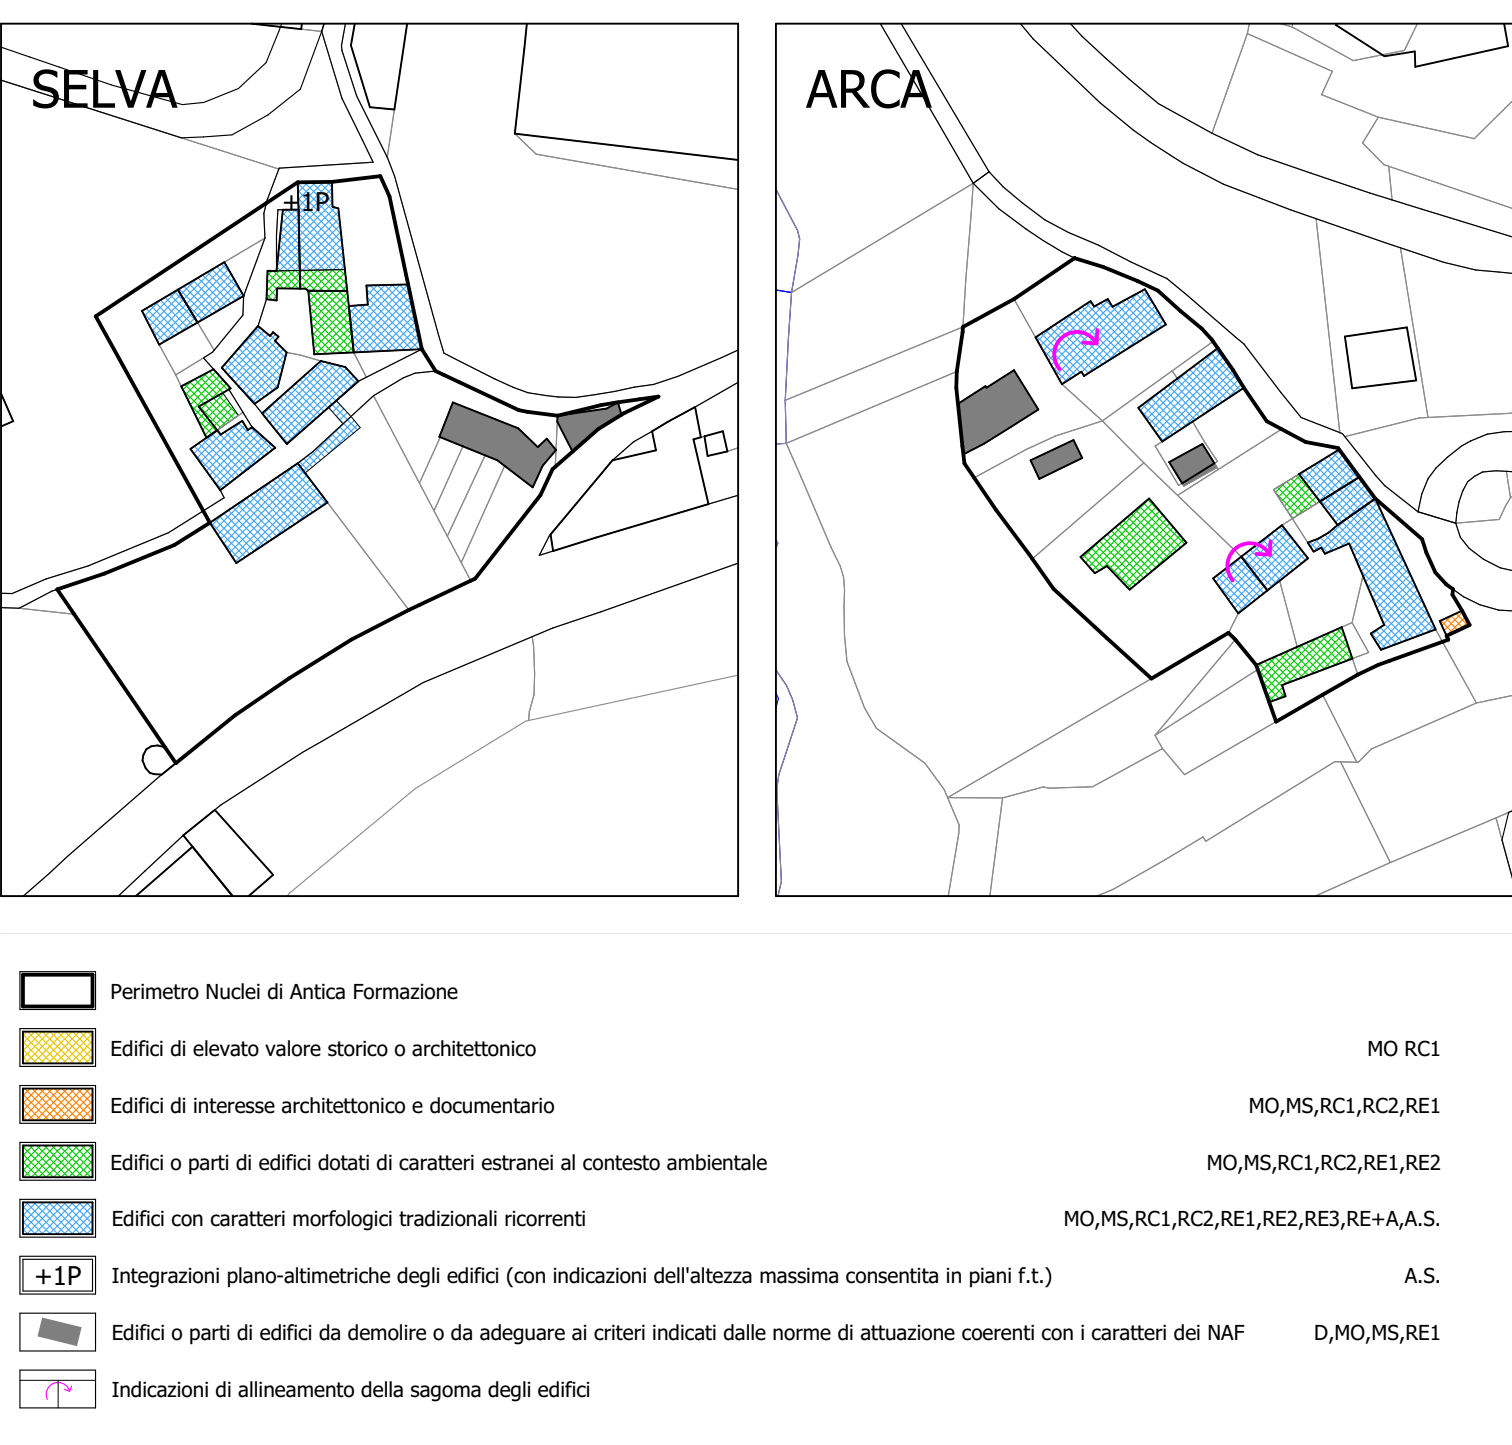 SELVA
+1P
ARCA
Perimetro Nuclei di Antica Formazione
Edifici di elevato valore storico o architettonico MO RC1
Edifici di interesse architettonico e documentario MO,MS,RC1,RC2,RE1
Edifici o parti di edifici dotati di caratteri estranei al contesto ambientale MO,MS,RC1,RC2,RE1,RE2
Edifici con caratteri morfologici tradizionali ricorrenti MO,MS,RC1,RC2,RE1,RE2,RE3,RE+A,A.S.
+1P Integrazioni plano-altimetriche degli edifici (con indicazioni dell'altezza massima consentita in piani f.t.) A.S.
Edifici o parti di edifici da demolire o da adeguare ai criteri indicati dalle norme di attuazione coerenti con i caratteri dei NAF D,MO,MS,RE1
Indicazioni di allineamento della sagoma degli edifici